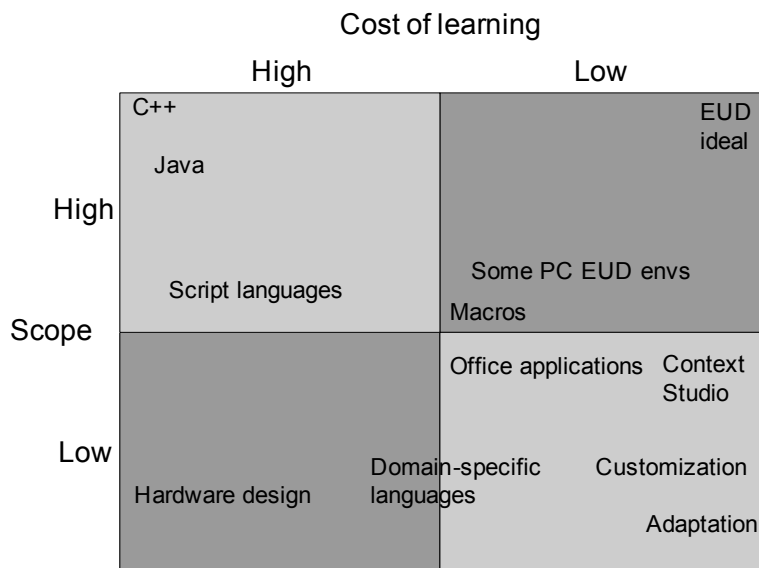 Cost of learning
High Low
C++
EUD
ideal
Java
High
Some PC EUD envs
Script languages
Macros
Scope
Office applications
Context
Studio
Low
Domain-specific
languages
Customization
Hardware design
Adaptation